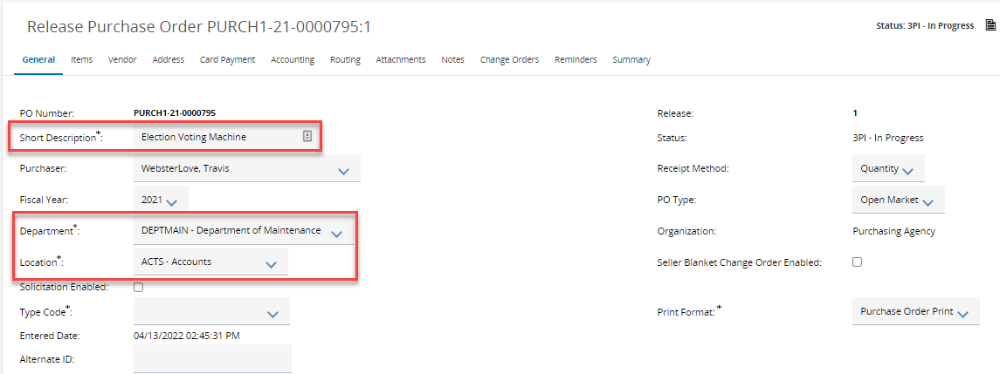 Release Purchase Order PURCH1-21-0000795:1
Status: 3PI - In Progress
General Items Vendor Address Card Payment Accounting Routing Attachments Notes Change Orders Reminders Summary
PO Number: PURCH1-21-0000795 Release: 1
Short Description*: Election Voting Machine Status: 3PI - In Progress
Purchaser: WebsterLove, Travis Receipt Method: Quantity
Fiscal Year: 2021 PO Type: Open Market
Department*: DEPTMAIN - Department of Maintenance Organization: Purchasing Agency
Location*: ACTS - Accounts Seller Blanket Change Order Enabled:
Solicitation Enabled:
Type Code*: Print Format: * Purchase Order Print
Entered Date: 04/13/2022 02:45:31 PM
Alternate ID: